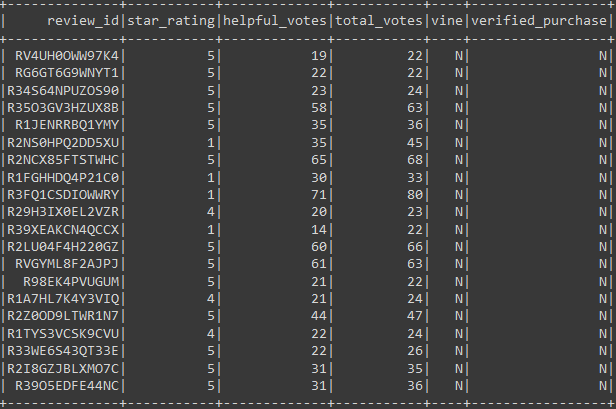 +--------------+-----------+-------------+-----------+----+-----------------+
|     review_id|star_rating|helpful_votes|total_votes|vine|verified_purchase|
+--------------+-----------+-------------+-----------+----+-----------------+
| RV4UH0OWW97K4|          5|           19|         22|   N|                N|
| RG6GT6G9WNYT1|          5|           22|         22|   N|                N|
|R34S64NPUZOS90|          5|           23|         24|   N|                N|
|R35O3GV3HZUX8B|          5|           58|         63|   N|                N|
| R1JENRRBQ1YMY|          5|           35|         36|   N|                N|
|R2NS0HPQ2DD5XU|          1|           35|         45|   N|                N|
|R2NCX85FTSTWHC|          5|           65|         68|   N|                N|
|R1FGHHDQ4P21C0|          1|           30|         33|   N|                N|
|R3FQ1CSDIOWWRY|          1|           71|         80|   N|                N|
|R29H3IX0EL2VZR|          4|           20|         23|   N|                N|
|R39XEAKCN4QCCX|          1|           14|         22|   N|                N|
|R2LU04F4H220GZ|          5|           60|         66|   N|                N|
|RVGYML8F2AJPJ|          5|           61|         63|   N|                N|
|  R98EK4PVUGUM|          5|           21|         22|   N|                N|
|R1A7HL7K4Y3VIQ|          4|           21|         24|   N|                N|
|R2Z0OD9LTWR1N7|          5|           44|         47|   N|                N|
|R1TYS3VCSK9CVU|          4|           22|         24|   N|                N|
|R33WE6S43QT33E|          5|           22|         26|   N|                N|
|R2I8GZJBLXMO7C|          5|           31|         35|   N|                N|
| R39O5EDFE44NC|          5|           31|         36|   N|                N|
+--------------+-----------+-------------+-----------+----+-----------------+